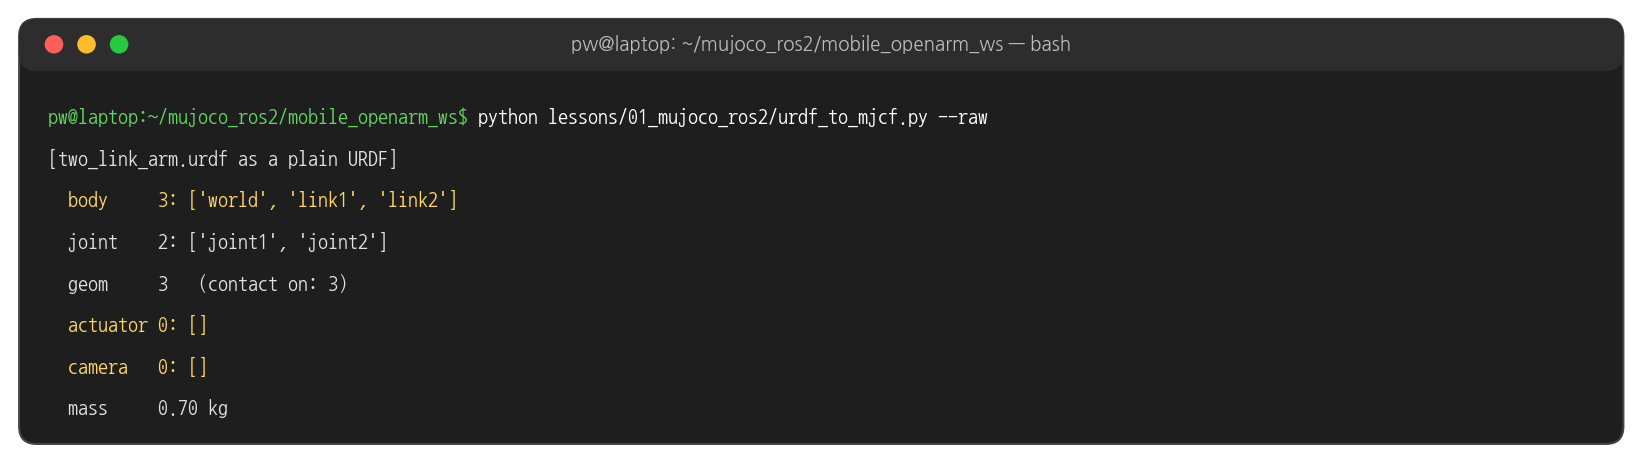 pw@laptop: ~/mujoco_ros2/mobile_openarm_ws — bash
pw@laptop:~/mujoco_ros2/mobile_openarm_ws$ python lessons/01_mujoco_ros2/urdf_to_mjcf.py --raw
[two_link_arm.urdf as a plain URDF]
  body     3: ['world', 'link1', 'link2']
  joint    2: ['joint1', 'joint2']
  geom     3   (contact on: 3)
  actuator 0: []
  camera   0: []
  mass     0.70 kg